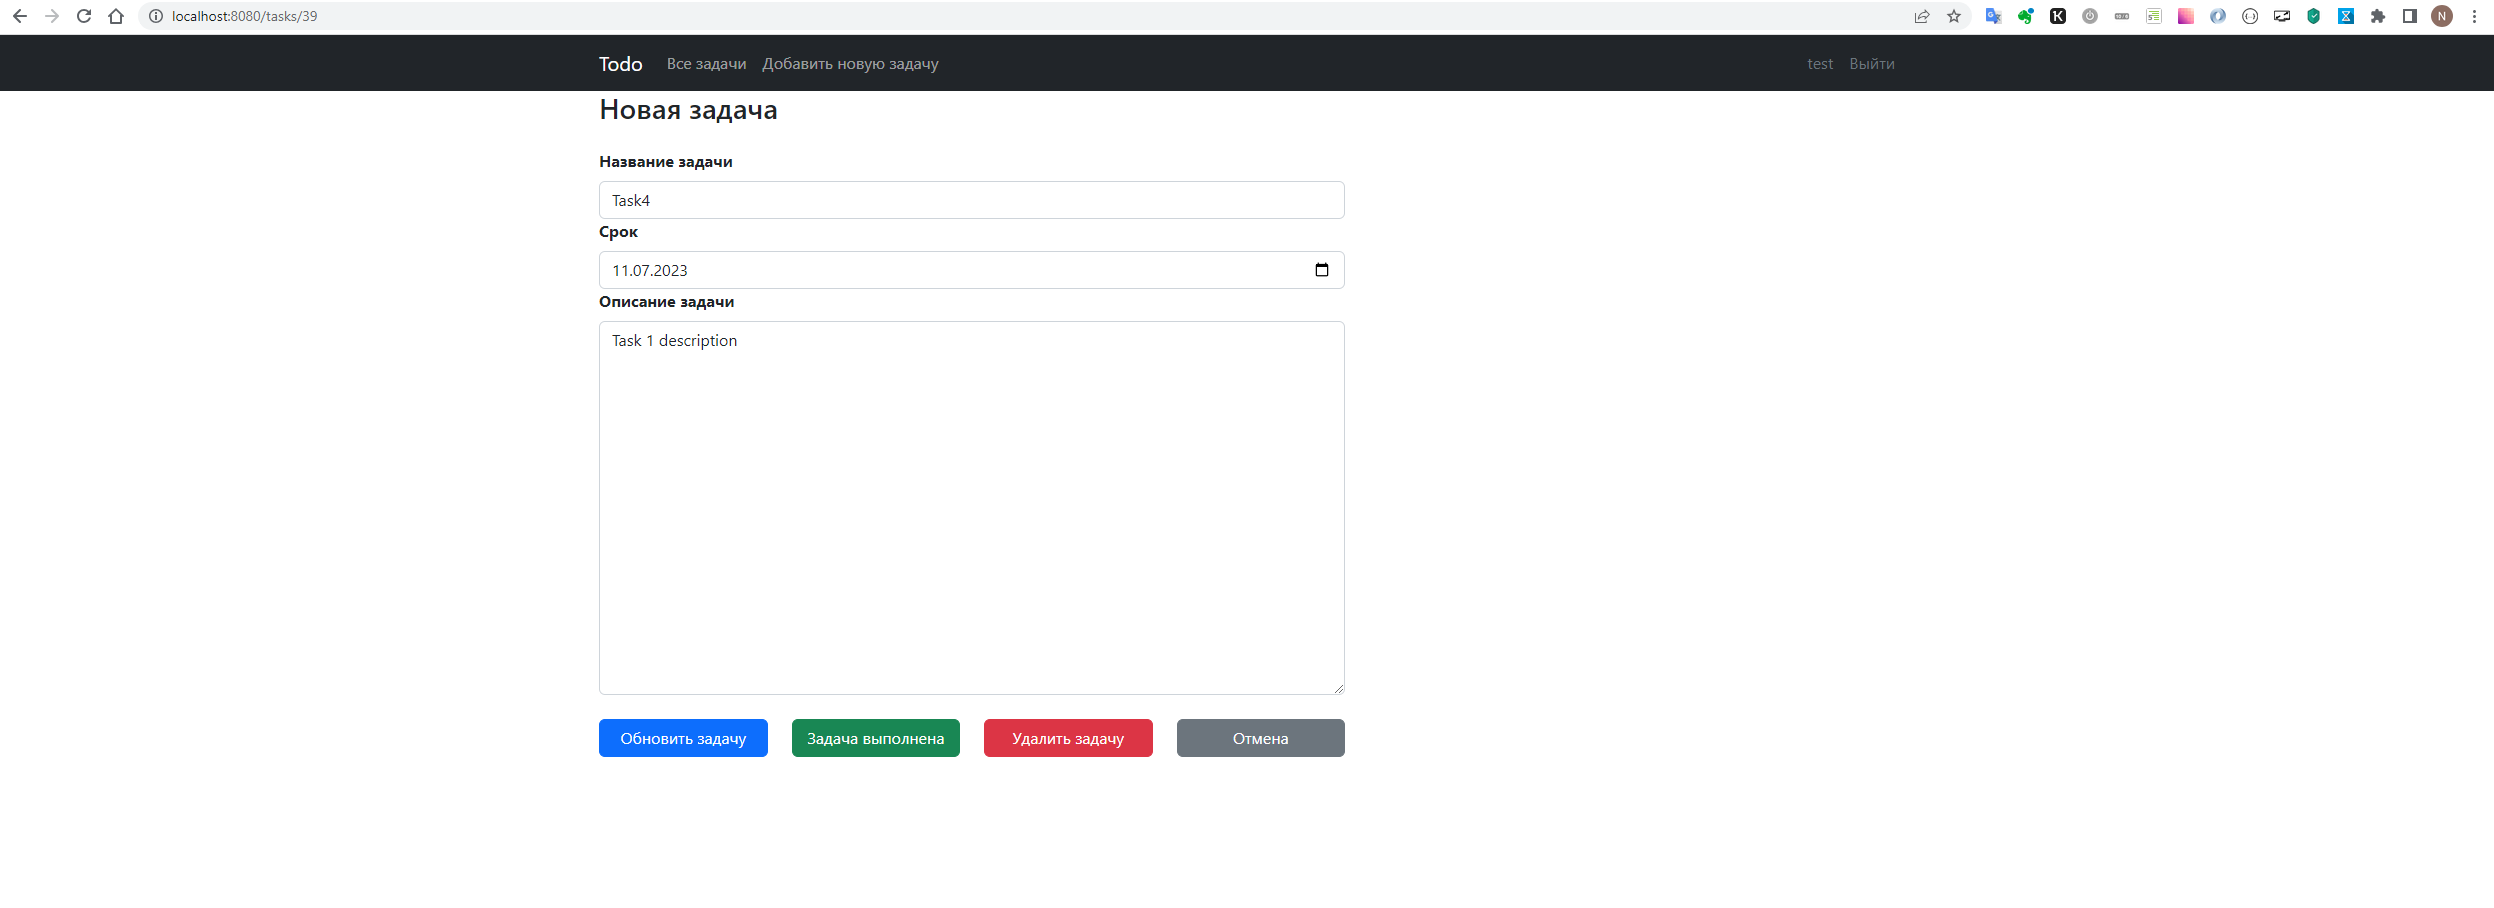 localhost:8080/tasks/39
N
Todo Все задачи Добавить новую задачу test Выйти
Новая задача
Название задачи
Task4
Срок
11.07.2023
Описание задачи
Task 1 description
Обновить задачу Задача выполнена Удалить задачу Отмена